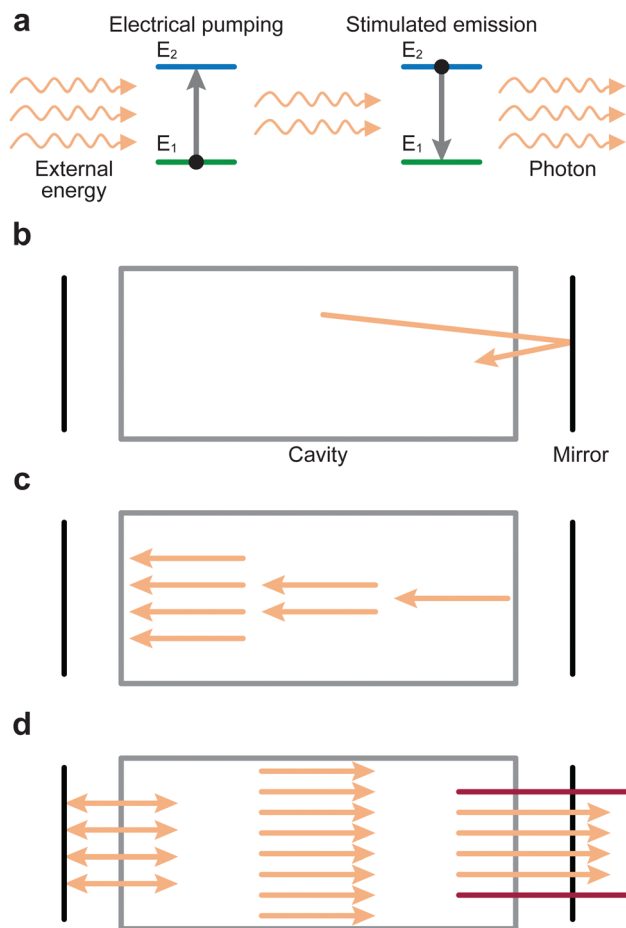 a
Electrical pumping
Stimulated emission
E2
E2
E1
E1
External
energy
Photon
b
Cavity
Mirror
c
d